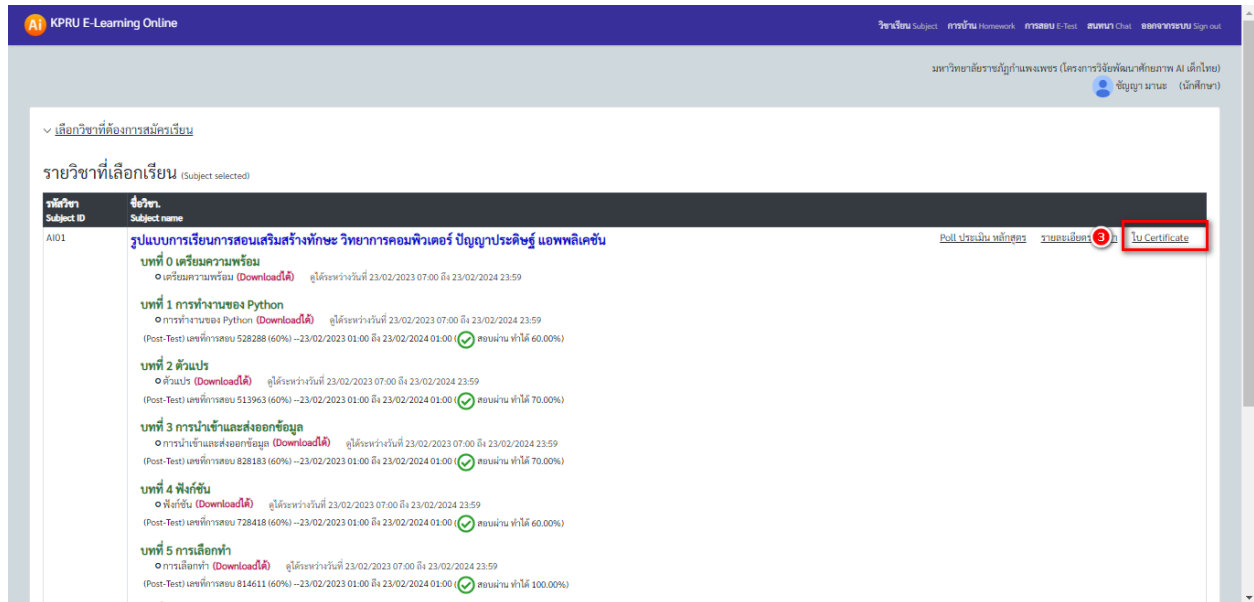 Ai KPRU E-Learning Online
วิชาเรียน Subject การบ้าน Homework การสอบ E-Test สนทนา Chat ออกจากระบบ Sign out
มหาวิทยาลัยราชภัฏกำแพงเพชร (โครงการวิจัยพัฒนาศักยภาพ AI เด็กไทย)
ชัญญา มานะ (นักศึกษา)
เลือกวิชาที่ต้องการสมัครเรียน
รายวิชาที่เลือกเรียน (Subject selected)
รหัสวิชา ชื่อวิชา.
Subject ID Subject name
AI01 รูปแบบการเรียนการสอนเสริมสร้างทักษะ วิทยาการคอมพิวเตอร์ ปัญญาประดิษฐ์ แอพพลิเคชัน Poll ประเมิน หลักสูตร รายละเอียด 3 ใบ Certificate
บทที่ 0 เตรียมความพร้อม
เตรียมความพร้อม (Downloadได้) ดูได้ระหว่างวันที่ 23/02/2023 07:00 ถึง 23/02/2024 23:59
บทที่ 1 การทำงานของ Python
การทำงานของ Python (Downloadได้) ดูได้ระหว่างวันที่ 23/02/2023 07:00 ถึง 23/02/2024 23:59
(Post-Test) เลขที่การสอบ 528288 (60%) --23/02/2023 01:00 ถึง 23/02/2024 01:00 ( สอบผ่าน ทำได้ 60.00%)
บทที่ 2 ตัวแปร
ตัวแปร (Downloadได้) ดูได้ระหว่างวันที่ 23/02/2023 07:00 ถึง 23/02/2024 23:59
(Post-Test) เลขที่การสอบ 513963 (60%) --23/02/2023 01:00 ถึง 23/02/2024 01:00 ( สอบผ่าน ทำได้ 70.00%)
บทที่ 3 การนำเข้าและส่งออกข้อมูล
การนำเข้าและส่งออกข้อมูล (Downloadได้) ดูได้ระหว่างวันที่ 23/02/2023 07:00 ถึง 23/02/2024 23:59
(Post-Test) เลขที่การสอบ 828183 (60%) --23/02/2023 01:00 ถึง 23/02/2024 01:00 ( สอบผ่าน ทำได้ 70.00%)
บทที่ 4 ฟังก์ชัน
ฟังก์ชัน (Downloadได้) ดูได้ระหว่างวันที่ 23/02/2023 07:00 ถึง 23/02/2024 23:59
(Post-Test) เลขที่การสอบ 728418 (60%) --23/02/2023 01:00 ถึง 23/02/2024 01:00 ( สอบผ่าน ทำได้ 60.00%)
บทที่ 5 การเลือกทำ
การเลือกทำ (Downloadได้) ดูได้ระหว่างวันที่ 23/02/2023 07:00 ถึง 23/02/2024 23:59
(Post-Test) เลขที่การสอบ 814611 (60%) --23/02/2023 01:00 ถึง 23/02/2024 01:00 ( สอบผ่าน ทำได้ 100.00%)